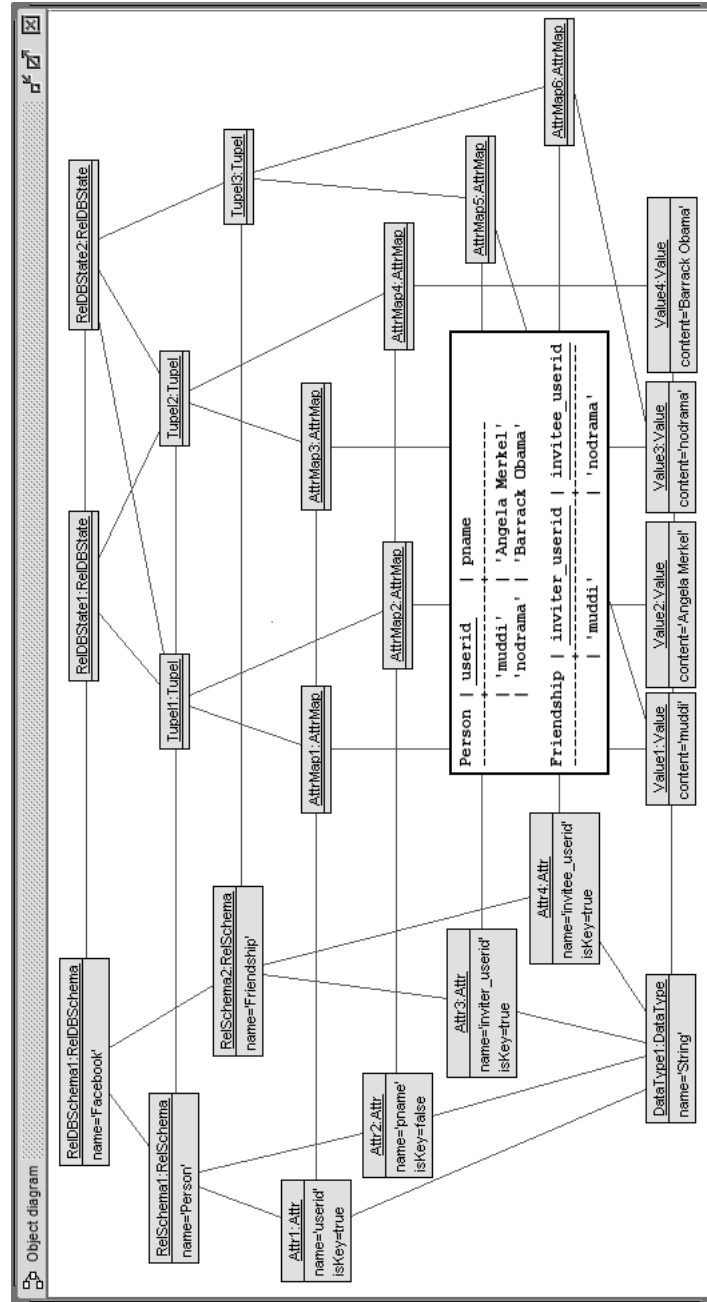 Object diagram
RelDBSchema1:RelDBSchema
name='Facebook'
RelDBState1:RelDBState
RelDBState2:RelDBState
RelSchema1:RelSchema
name='Person'
Tupel1:Tupel
Tupel2:Tupel
RelSchema2:RelSchema
name='Friendship'
Tupel3:Tupel
Attr1:Attr
name='userid'
isKey=true
AttrMap1:AttrMap
AttrMap3:AttrMap
Attr2:Attr
name='pname'
isKey=false
AttrMap2:AttrMap
AttrMap4:AttrMap
Attr3:Attr
name='inviter_userid'
isKey=true
AttrMap5:AttrMap
Attr4:Attr
name='invitee_userid'
isKey=true
AttrMap6:AttrMap
Person | userid | pname
-------+-----------+----------------
| 'muddi' | 'Angela Merkel'
| 'nodrama' | 'Barrack Obama'
Friendship | inviter_userid | invitee_userid
-----------+----------------+---------------
| 'muddi' | 'nodrama'
DataType1:DataType
name='String'
Value1:Value
content='muddi'
Value2:Value
content='Angela Merkel'
Value3:Value
content='nodrama'
Value4:Value
content='Barrack Obama'